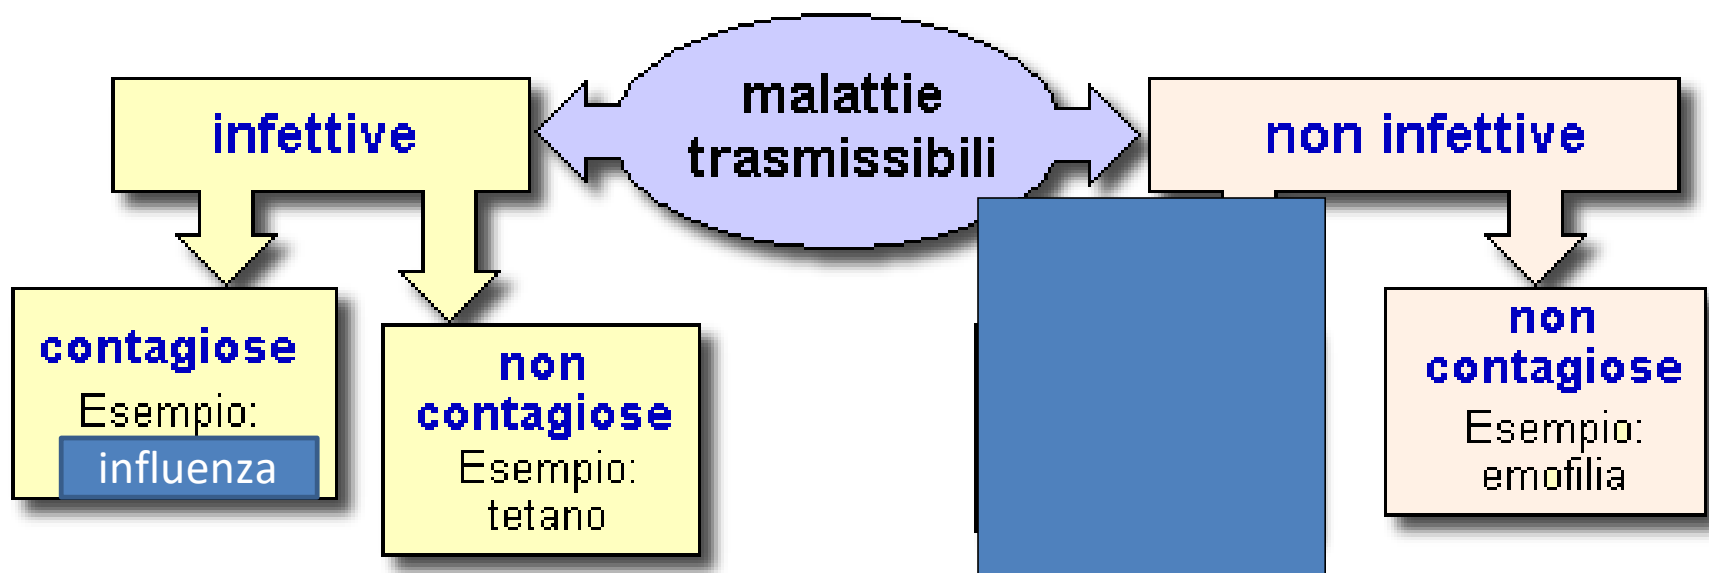 malattie
trasmissibili
infettive
non infettive
contagiose
Esempio:
influenza
non
contagiose
Esempio:
tetano
non
contagiose
Esempio:
emofilia